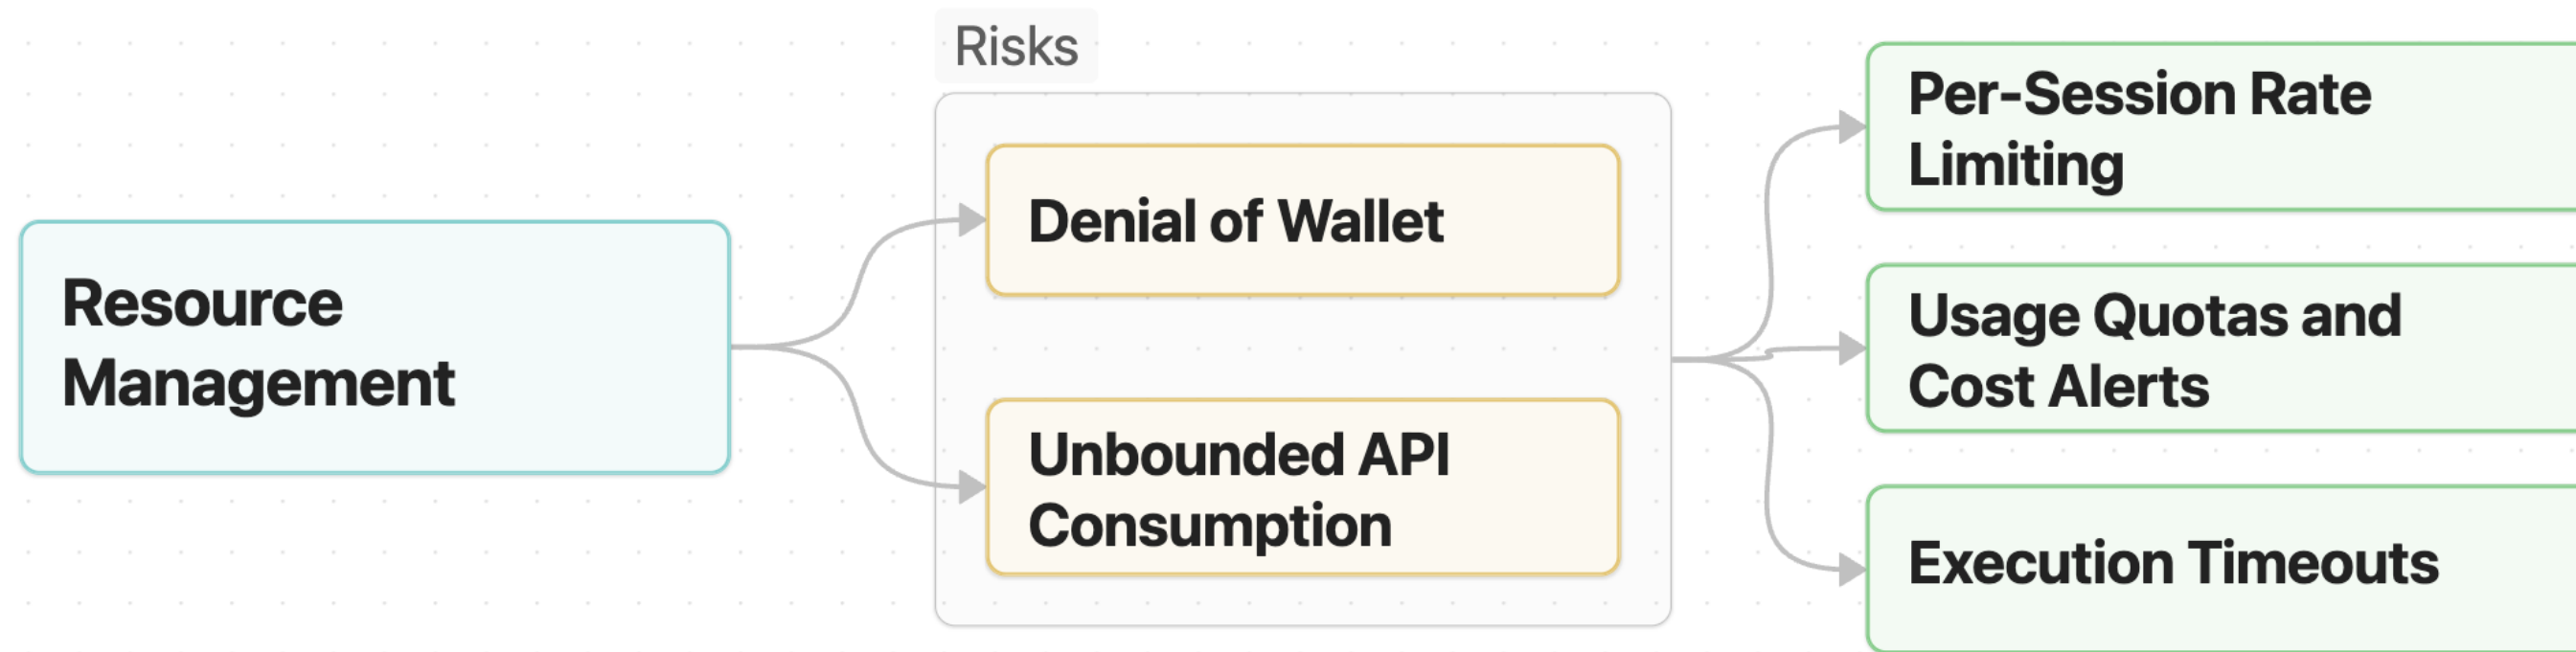 Risks
Resource
Management
Denial of Wallet
Unbounded API
Consumption
Per-Session Rate
Limiting
Usage Quotas and
Cost Alerts
Execution Timeouts